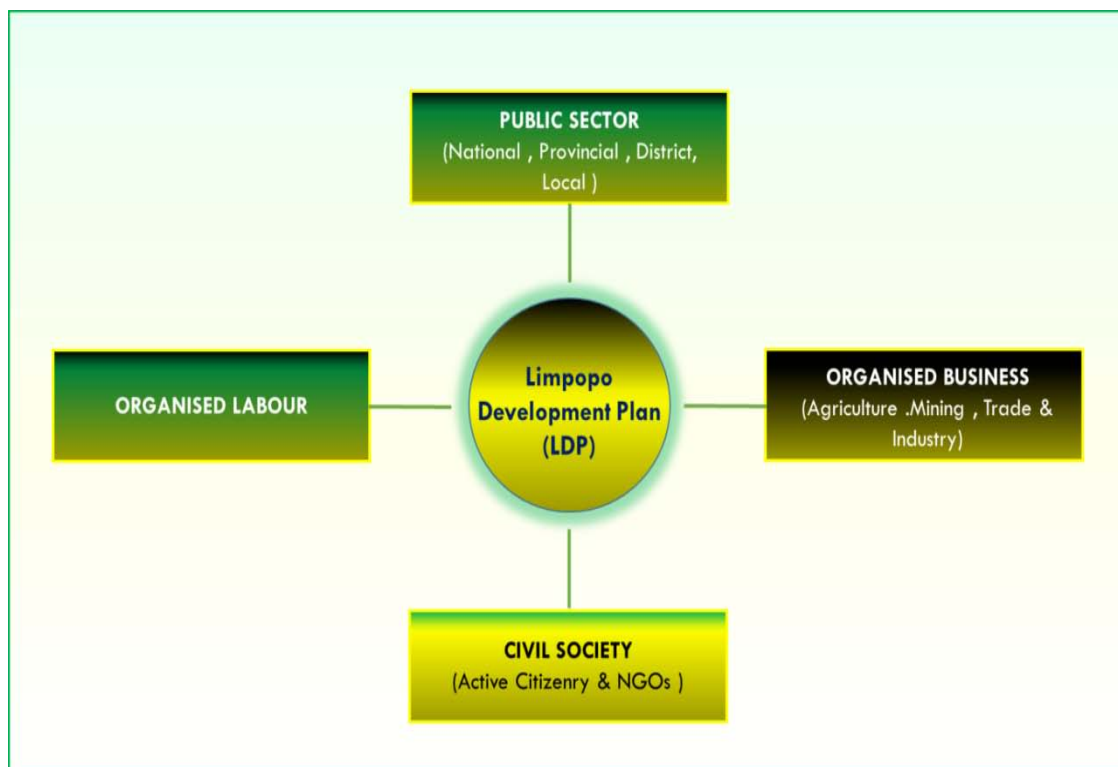 PUBLIC SECTOR
(National , Provincial , District,
Local )
ORGANISED LABOUR
Limpopo
Development Plan
(LDP)
ORGANISED BUSINESS
(Agriculture .Mining , Trade &
Industry)
CIVIL SOCIETY
(Active Citizenry & NGOs )